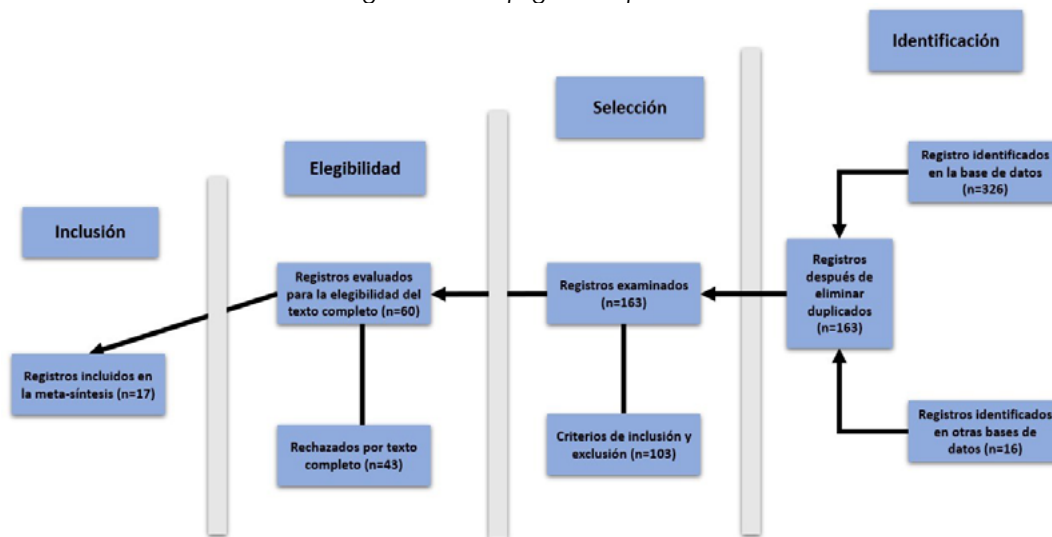 Identificación
Selección
Elegibilidad
Inclusión
Registro identificados
en la base de datos
(n=326)
Registros
después de
eliminar
duplicados
(n=163)
Registros identificados
en otras bases de
datos (n=16)
Registros examinados
(n=163)
Criterios de inclusión y
exclusión (n=103)
Registros evaluados
para la elegibilidad del
texto completo (n=60)
Rechazados por texto
completo (n=43)
Registros incluidos en
la meta-síntesis (n=17)